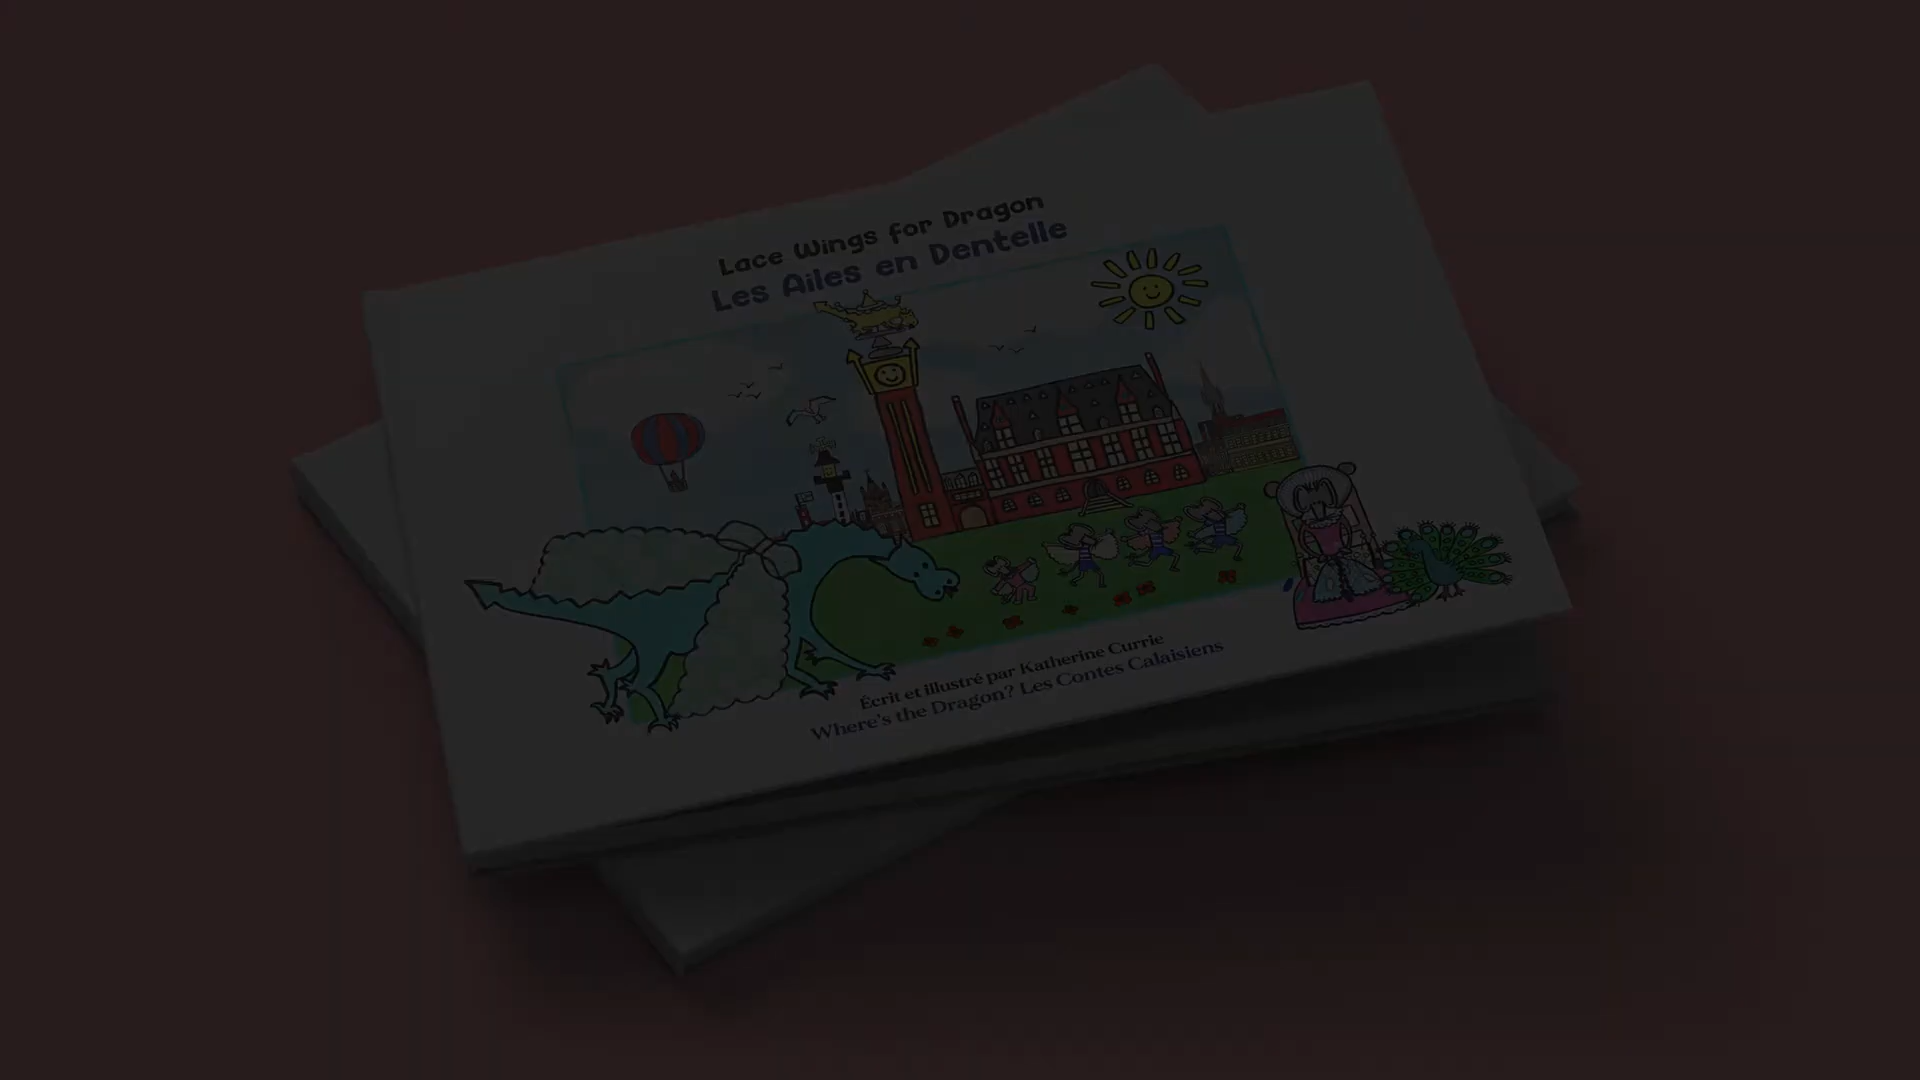 Lace Wings for Dragon
Les Ailes en Dentelle
Écrit et illustré par Katherine Currie
Where's the Dragon? Les Contes Calaisiens